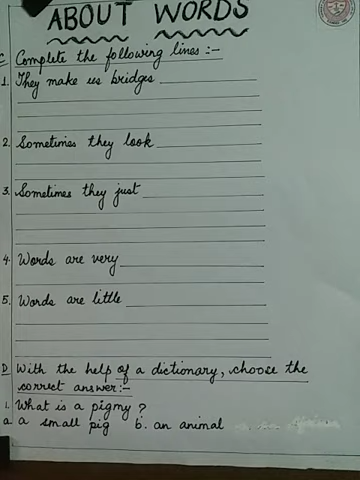 ABOUT WORDS
C Complete the following lines :-
1. They make us bridges
2. Sometimes they look
3. Sometimes they just
4. Words are very
5. Words are little
D With the help of a dictionary, choose the
correct answer:-
1. What is a pigmy ?
a. a small pig b. an animal